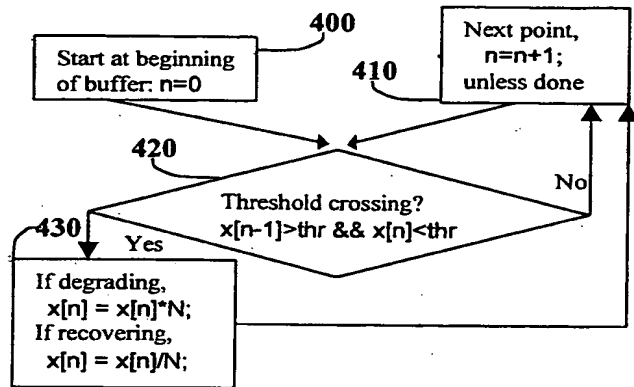 400
Start at beginning
of buffer: n=0
Next point,
n=n+1;
unless done
410
420
Threshold crossing?
x[n-1]>thr && x[n]<thr
No
Yes
430
If degrading,
x[n] = x[n]*N;
If recovering,
x[n] = x[n]/N;